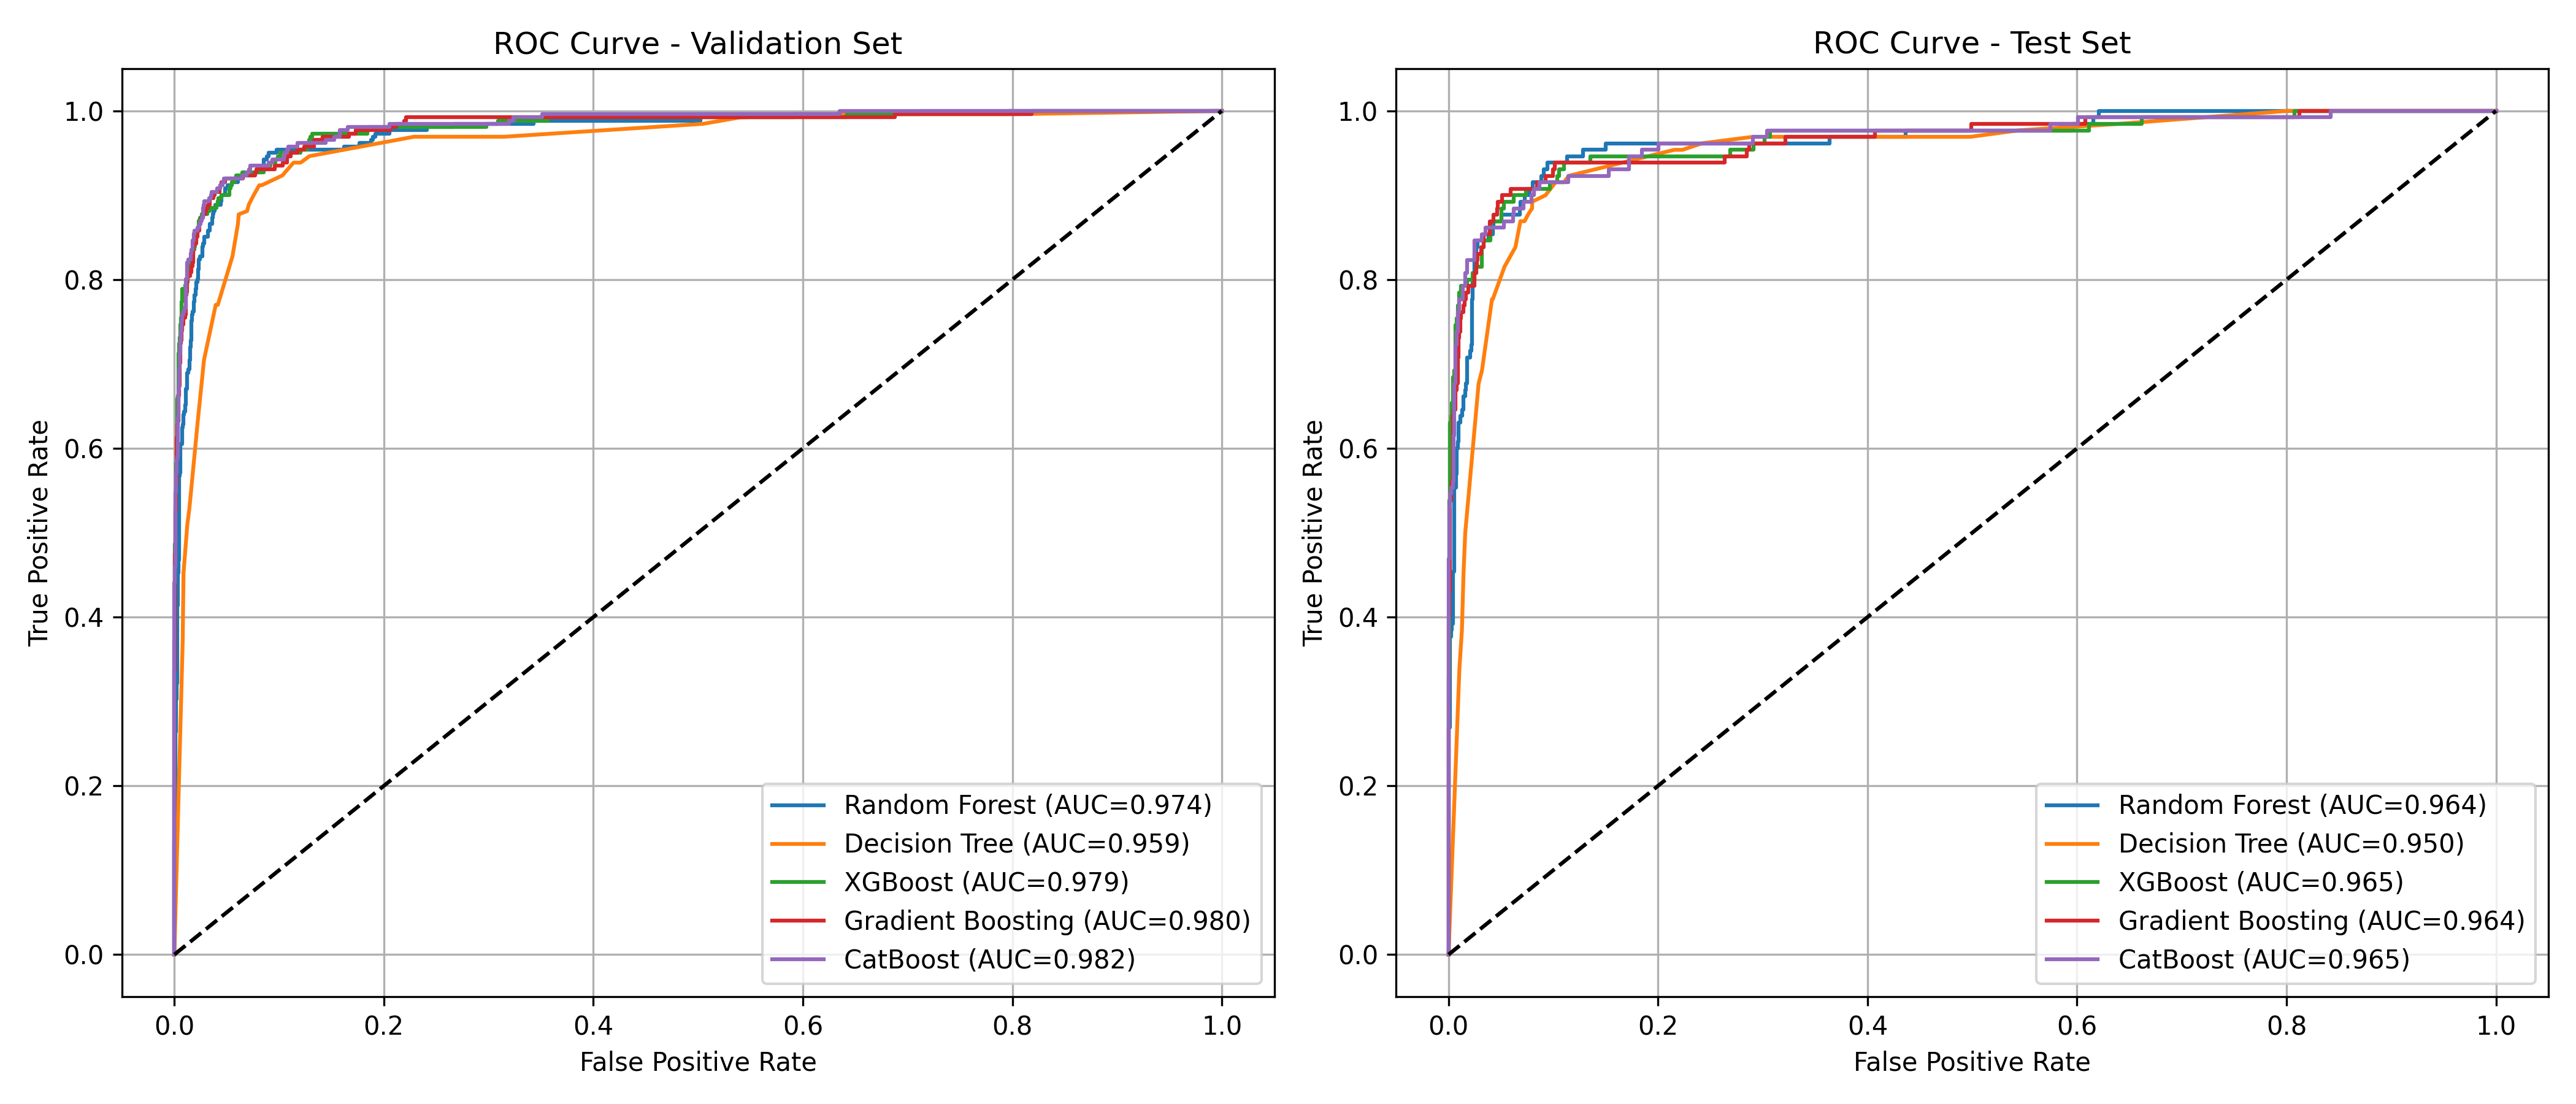 ROC Curve - Validation Set
True Positive Rate
1.0
0.8
0.6
0.4
0.2
0.0
Random Forest (AUC=0.974)
Decision Tree (AUC=0.959)
XGBoost (AUC=0.979)
Gradient Boosting (AUC=0.980)
CatBoost (AUC=0.982)
0.0 0.2 0.4 0.6 0.8 1.0
False Positive Rate
ROC Curve - Test Set
True Positive Rate
1.0
0.8
0.6
0.4
0.2
0.0
Random Forest (AUC=0.964)
Decision Tree (AUC=0.950)
XGBoost (AUC=0.965)
Gradient Boosting (AUC=0.964)
CatBoost (AUC=0.965)
0.0 0.2 0.4 0.6 0.8 1.0
False Positive Rate